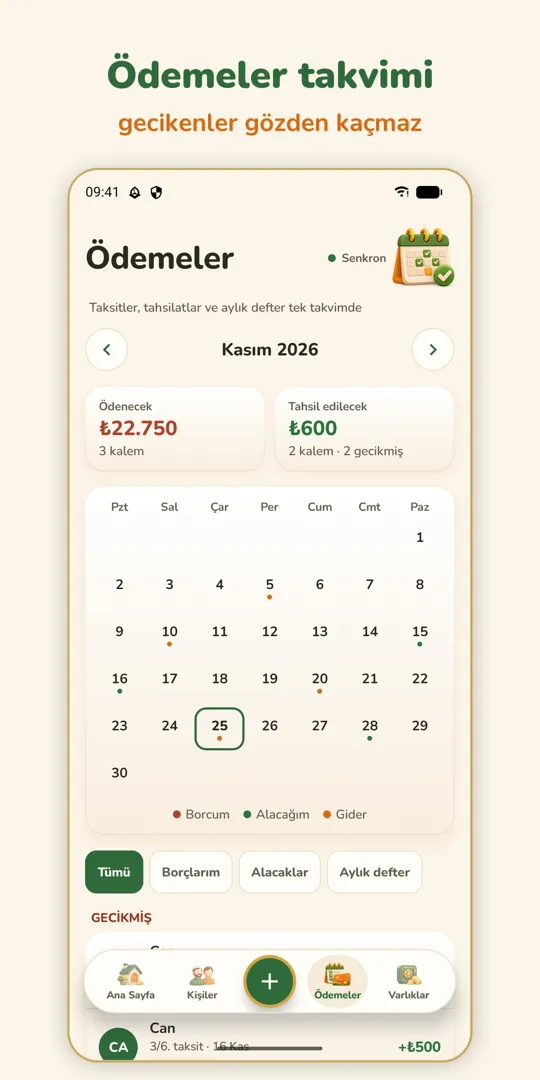 Ödemeler takvimi
gecikenler gözden kaçmaz
09:41
Ödemeler
Senkron
Taksitler, tahsilatlar ve aylık defter tek takvimde
Kasım 2026
Ödenecek
₺22.750
3 kalem
Tahsil edilecek
₺600
2 kalem · 2 gecikmiş
Pzt Sal Çar Per Cum Cmt Paz
1
2 3 4 5 6 7 8
9 10 11 12 13 14 15
16 17 18 19 20 21 22
23 24 25 26 27 28 29
30
Borcum Alacağım Gider
Tümü Borçlarım Alacaklar Aylık defter
GECİKMİŞ
Ana Sayfa Kişiler Ödemeler Varlıklar
CA
Can
3/6. taksit · 16 Kas
+₺500